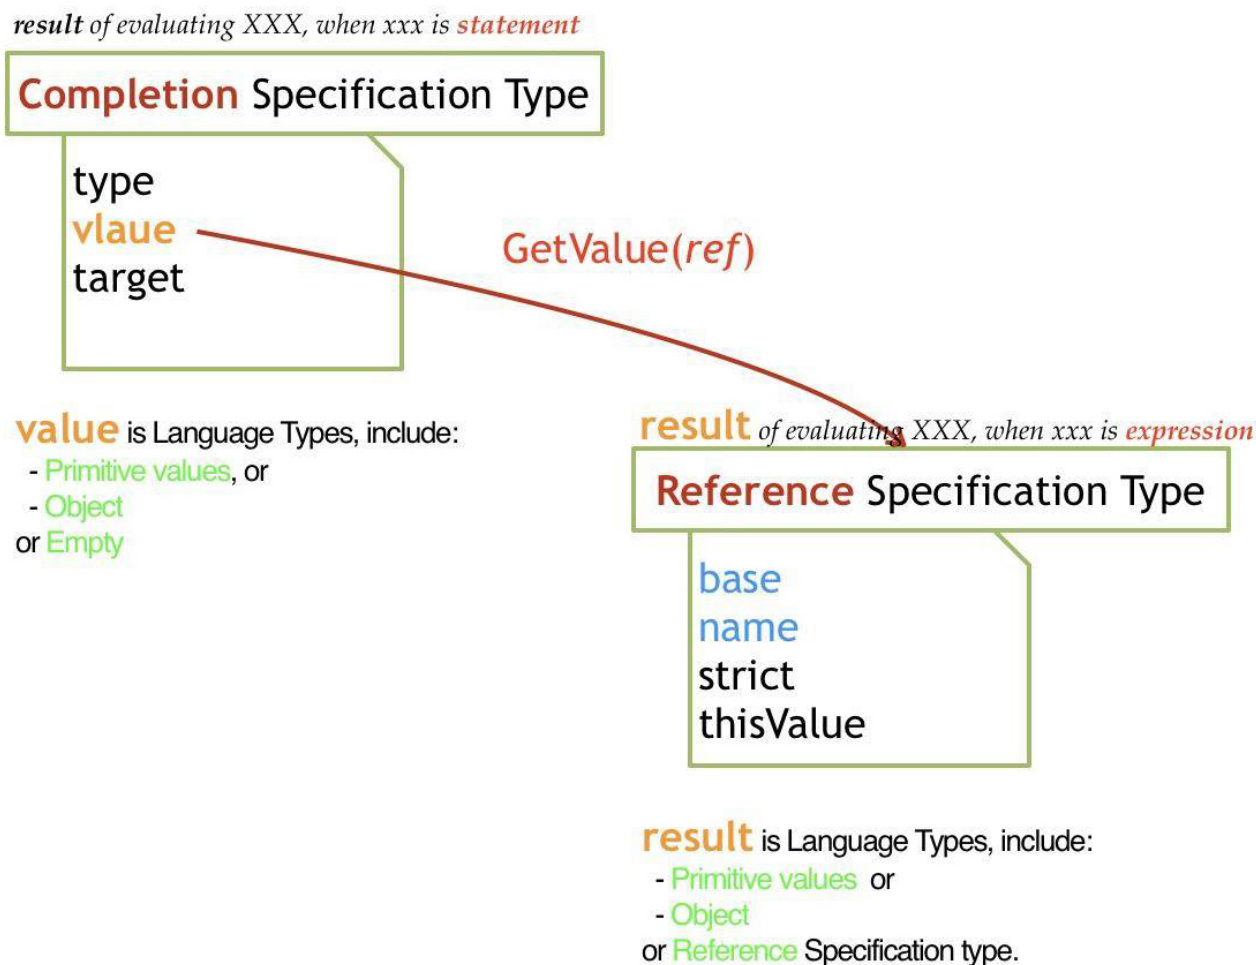 result of evaluating XXX, when xxx is statement
Completion Specification Type
type
vlaue
target
GetValue(ref)
value is Language Types, include:
- Primitive values, or
- Object
or Empty
result of evaluating XXX, when xxx is expression
Reference Specification Type
base
name
strict
thisValue
result is Language Types, include:
- Primitive values or
- Object
or Reference Specification type.